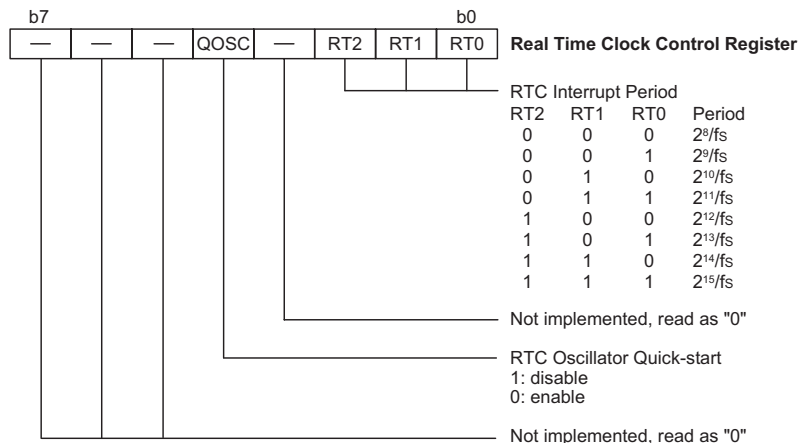 b7 b0
— — — QOSC — RT2 RT1 RT0 Real Time Clock Control Register
RTC Interrupt Period
RT2 RT1 RT0 Period
0 0 0 2⁸/fS
0 0 1 2⁹/fS
0 1 0 2¹⁰/fS
0 1 1 2¹¹/fS
1 0 0 2¹²/fS
1 0 1 2¹³/fS
1 1 0 2¹⁴/fS
1 1 1 2¹⁵/fS
Not implemented, read as "0"
RTC Oscillator Quick-start
1: disable
0: enable
Not implemented, read as "0"